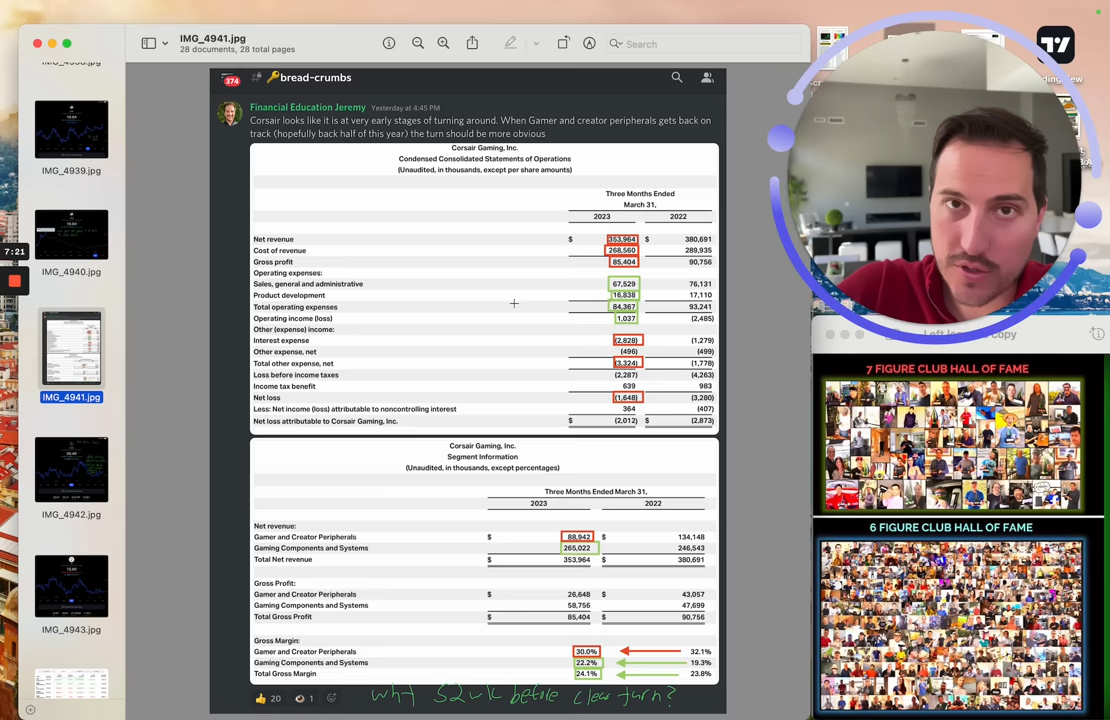 IMG_4941.jpg
28 documents, 28 total pages
Search
IMG_4939.jpg
IMG_4940.jpg
IMG_4941.jpg
IMG_4942.jpg
IMG_4943.jpg
7:21
374
bread-crumbs
Financial Education Jeremy Yesterday at 4:45 PM
Corsair looks like it is at very early stages of turning around. When Gamer and creator peripherals gets back on
track (hopefully back half of this year) the turn should be more obvious
Corsair Gaming, Inc.
Condensed Consolidated Statements of Operations
(Unaudited, in thousands, except per share amounts)
Three Months Ended
March 31,
2023 2022
Net revenue $ 353,964 $ 380,691
Cost of revenue 268,560 289,935
Gross profit 85,404 90,756
Operating expenses:
Sales, general and administrative 67,529 76,131
Product development 16,838 17,110
Total operating expenses 84,367 93,241
Operating income (loss) 1,037 (2,485)
Other (expense) income:
Interest expense (2,828) (1,279)
Other expense, net (496) (499)
Total other expense, net (3,324) (1,778)
Loss before income taxes (2,287) (4,263)
Income tax benefit 639 983
Net loss (1,648) (3,280)
Less: Net income (loss) attributable to noncontrolling interest 364 (407)
Net loss attributable to Corsair Gaming, Inc. $ (2,012) $ (2,873)
Corsair Gaming, Inc.
Segment Information
(Unaudited, in thousands, except percentages)
Three Months Ended March 31,
2023 2022
Net revenue:
Gamer and Creator Peripherals $ 88,942 $ 134,148
Gaming Components and Systems 265,022 246,543
Total Net revenue $ 353,964 $ 380,691
Gross Profit:
Gamer and Creator Peripherals $ 26,648 $ 43,057
Gaming Components and Systems 58,756 47,699
Total Gross Profit $ 85,404 $ 90,756
Gross Margin:
Gamer and Creator Peripherals 30.0% 32.1%
Gaming Components and Systems 22.2% 19.3%
Total Gross Margin 24.1% 23.8%
20 1
why 52wk before clear turn?
copy
7 FIGURE CLUB HALL OF FAME
6 FIGURE CLUB HALL OF FAME